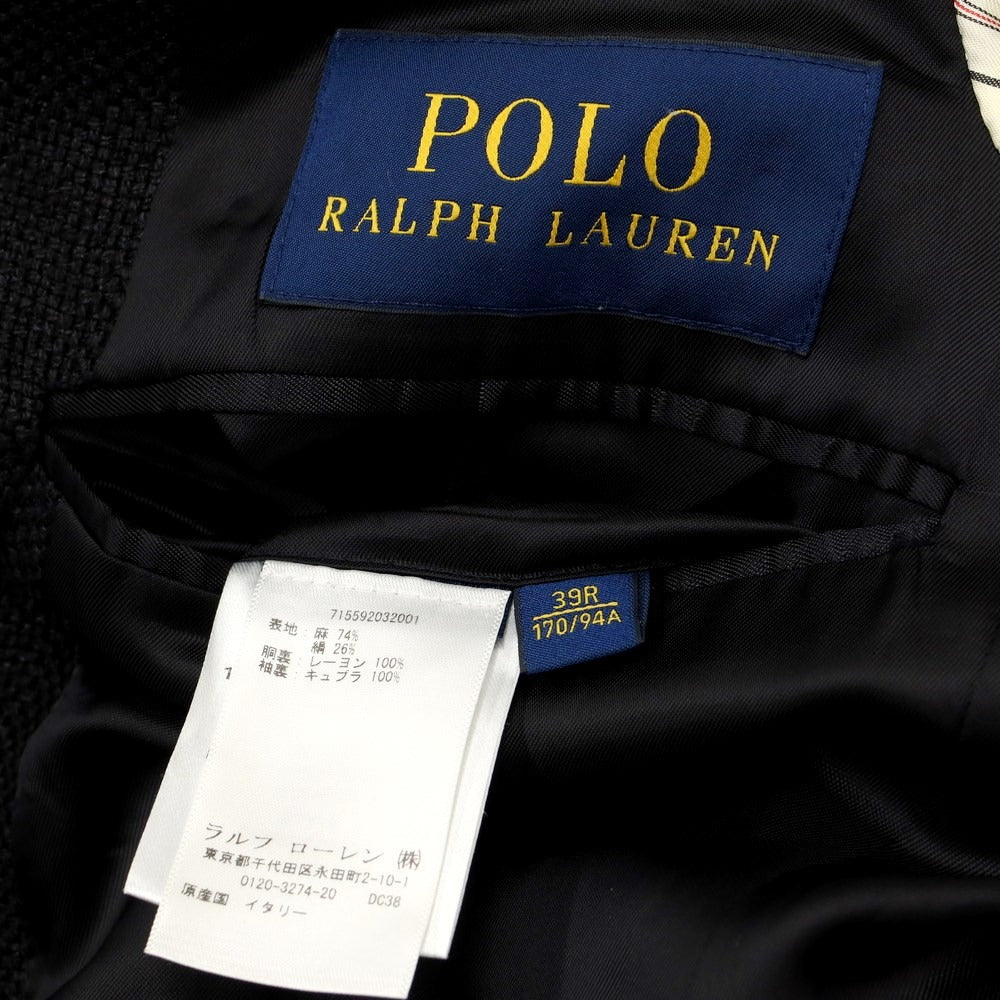 POLO
RALPH LAUREN
39R
170/94A
715592032001
表地 : 麻 74%
絹 26%
胴裏 : レーヨン 100%
袖裏 : キュプラ 100%
ラルフ ローレン ㈱
東京都千代田区永田町2-10-1
0120-3274-20 DC38
原産国 イタリー